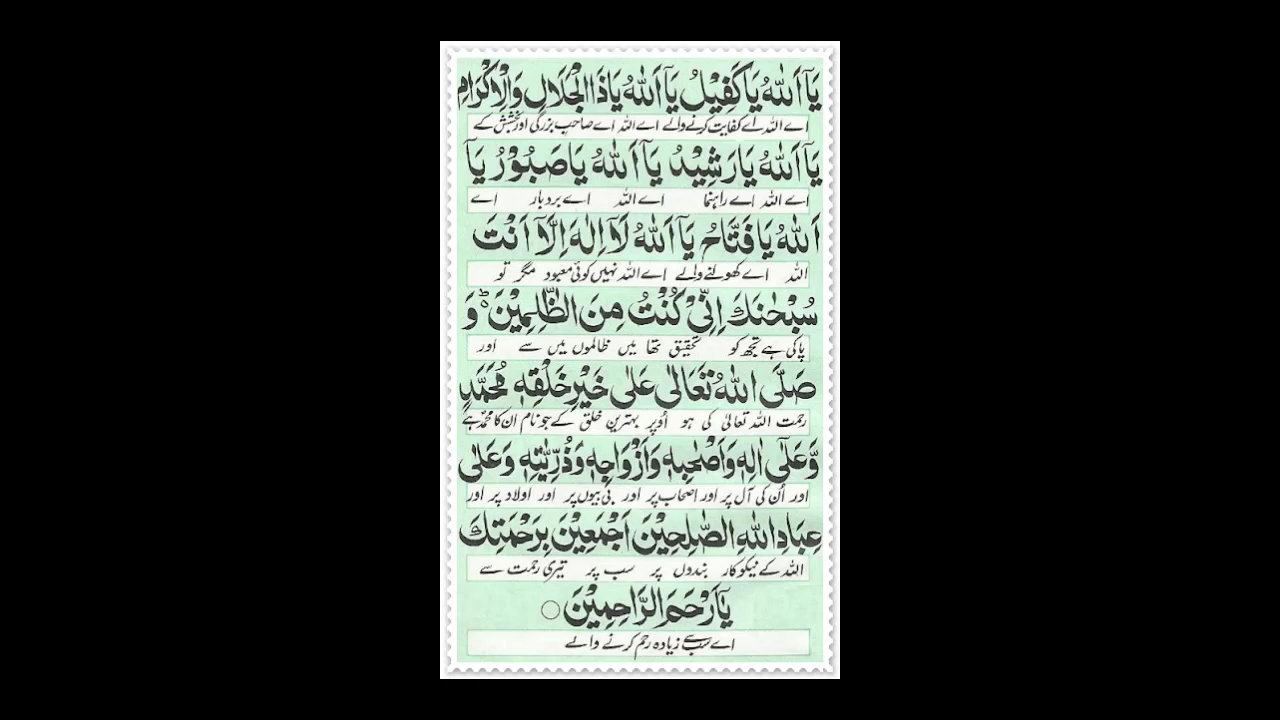 يَآ اَللّٰهُ يَا كَفِيْلُ يَآ اَللّٰهُ يَا ذَا الْجَلَالِ وَالْاِكْرَامِ
اے اللہ اے کفایت کرنے والے اے اللہ اے صاحب بزرگی اور بخشش کے
يَآ اَللّٰهُ يَا رَشِيْدُ يَآ اَللّٰهُ يَا صَبُوْرُ يَآ
اے اللہ اے راہنما اے اللہ اے بردبار اے
اَللّٰهُ يَا فَتَّاحُ يَآ اَللّٰهُ لَآ اِلٰهَ اِلَّآ اَنْتَ
اللہ اے کھولنے والے اے اللہ نہیں کوئی معبود مگر تو
سُبْحٰنَكَ اِنِّيْ كُنْتُ مِنَ الظّٰلِمِيْنَ ؕ وَ
پاکی ہے تجھ کو تحقیق تھا میں ظالموں میں سے اور
صَلَّى اللّٰهُ تَعَالٰى عَلٰى خَيْرِ خَلْقِهٖ مُحَمَّدٍ
رحمت اللہ تعالیٰ کی ہو اُوپر بہترین خلق کے جو نام ان کا محمدؐ ہے
وَّعَلٰٓى اٰلِهٖ وَاَصْحٰبِهٖ وَاَزْوَاجِهٖ وَذُرِّيّٰتِهٖ وَعَلٰى
اور اُن کی آل پر اور اصحاب پر اور بی بیوں پر اور اولاد پر اور
عِبَادِ اللّٰهِ الصّٰلِحِيْنَ اَجْمَعِيْنَ بِرَحْمَتِكَ
اللہ کے نیکوکار بندوں پر سب پر تیری رحمت سے
يَآ اَرْحَمَ الرَّاحِمِيْنَ ○
اے سب سے زیادہ رحم کرنے والے